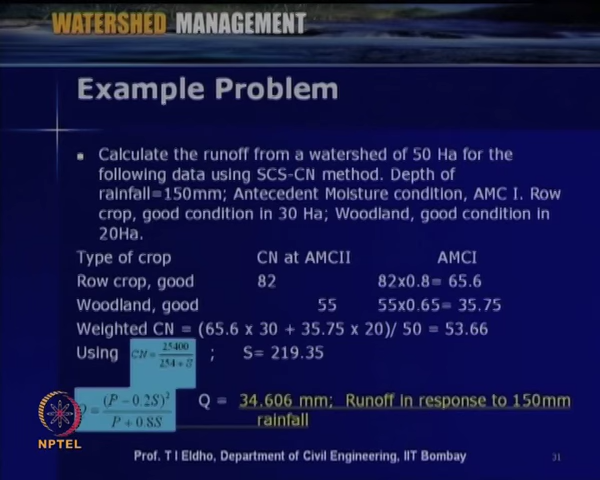 WATERSHED MANAGEMENT
Example Problem
▪ Calculate the runoff from a watershed of 50 Ha for the
following data using SCS-CN method. Depth of
rainfall=150mm; Antecedent Moisture condition, AMC I. Row
crop, good condition in 30 Ha; Woodland, good condition in
20Ha.
Type of crop CN at AMCII AMCI
Row crop, good 82 82x0.8= 65.6
Woodland, good 55 55x0.65= 35.75
Weighted CN = (65.6 x 30 + 35.75 x 20)/ 50 = 53.66
Using CN = 25400 / (254 + S) ; S= 219.35
Q = (P − 0.2S)² / (P + 0.8S) Q = 34.606 mm; Runoff in response to 150mm
rainfall
NPTEL
Prof. T I Eldho, Department of Civil Engineering, IIT Bombay 31